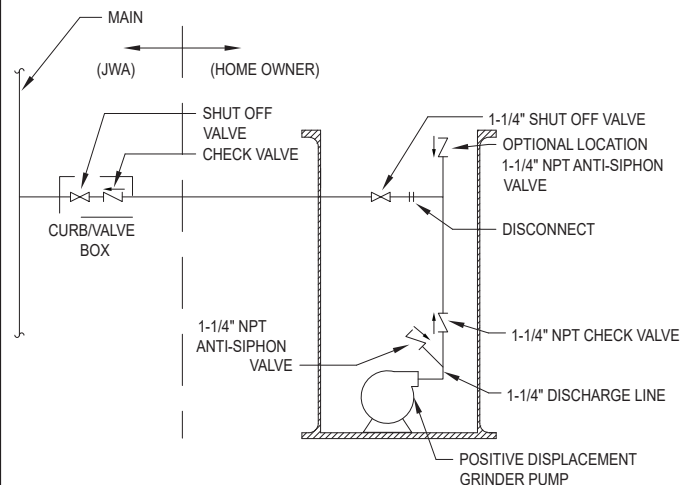 MAIN
(JWA)
(HOME OWNER)
SHUT OFF
VALVE
CHECK VALVE
CURB/VALVE
BOX
1-1/4" SHUT OFF VALVE
OPTIONAL LOCATION
1-1/4" NPT ANTI-SIPHON
VALVE
DISCONNECT
1-1/4" NPT
ANTI-SIPHON
VALVE
1-1/4" NPT CHECK VALVE
1-1/4" DISCHARGE LINE
POSITIVE DISPLACEMENT
GRINDER PUMP